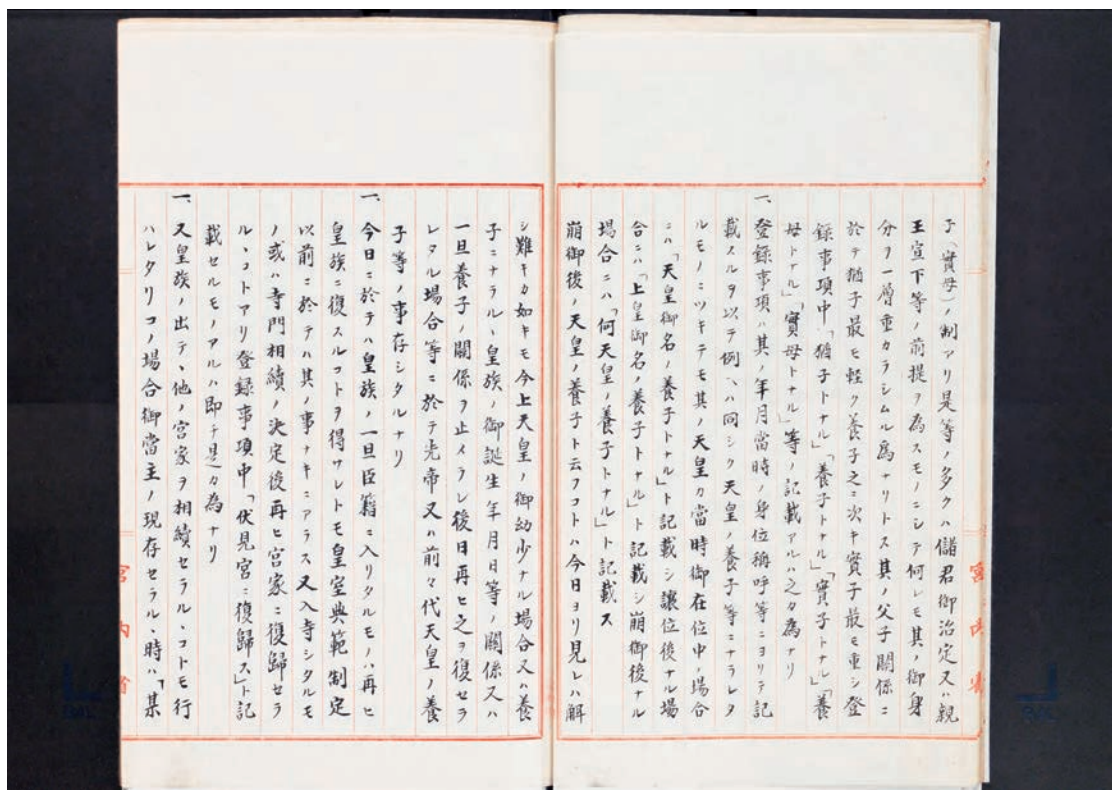 子（實母）ノ制アリ是等ノ多クハ儲君御治定又ハ親
王宣下等ノ前提ヲ為スモノニシテ何レモ其ノ御身
分ヲ一層重カラシムル為ナリトス其ノ父子關係ニ
於テ猶子最モ軽ク養子之ニ次キ實子最モ重シ登
録事項中「猶子トナル」「養子トナル」「實子トナル」「養
母トナル」「實母トナル」等ノ記載アルハ之カ為ナリ
一、登録事項ハ其ノ年月當時ノ身位稱呼等ニヨリテ記
載スルヲ以テ例ヘハ同シク天皇ノ養子等ニナラレタ
ルモノニツキテモ其ノ天皇カ當時御在位中ノ場合
ニハ「天皇御名ノ養子トナル」ト記載シ讓位後ナル場
合ニハ「上皇御名ノ養子トナル」ト記載シ崩御後ナル
場合ニハ「何天皇ノ養子トナル」ト記載ス
崩御後ノ天皇ノ養子ト云フコトハ今日ヨリ見レハ解
シ難キカ如キモ今上天皇ノ御幼少ナル場合又ハ養
子ニナラルヽ皇族ノ御誕生年月日等ノ關係又ハ
一旦養子ノ關係ヲ止メラレ後日再ヒ之ヲ復セラ
レタル場合等ニ於テ先帝又ハ前々代天皇ノ養
子等ノ事存シタルナリ
一、今日ニ於テハ皇族ノ一旦臣籍ニ入リタルモノハ再ヒ
皇族ニ復スルコトヲ得サレトモ皇室典範制定
以前ニ於テハ其ノ事ナキニアラス又入寺シタルモ
ノ或ハ寺門相續ノ決定後再ヒ宮家ニ復歸セラ
ルヽコトアリ登録事項中「伏見宮ニ復歸ス」ト記
載セルモノアルハ即チ是カ為ナリ
一、又皇族ノ出テヽ他ノ宮家ヲ相續セラルヽコトモ行
ハレタリコノ場合御當主ノ現存セラルヽ時ハ「某
宮内省